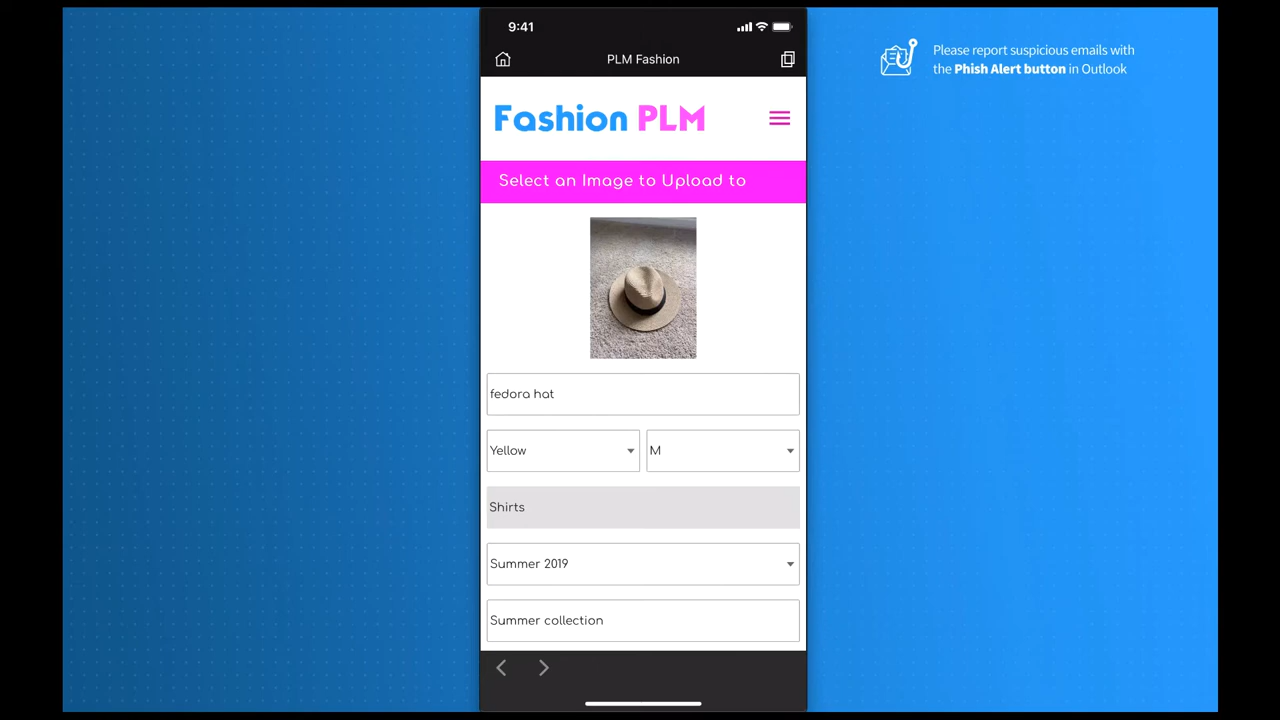 9:41
PLM Fashion
Please report suspicious emails with
the Phish Alert button in Outlook
Fashion PLM
Select an Image to Upload to
fedora hat
Yellow
M
Shirts
Summer 2019
Summer collection